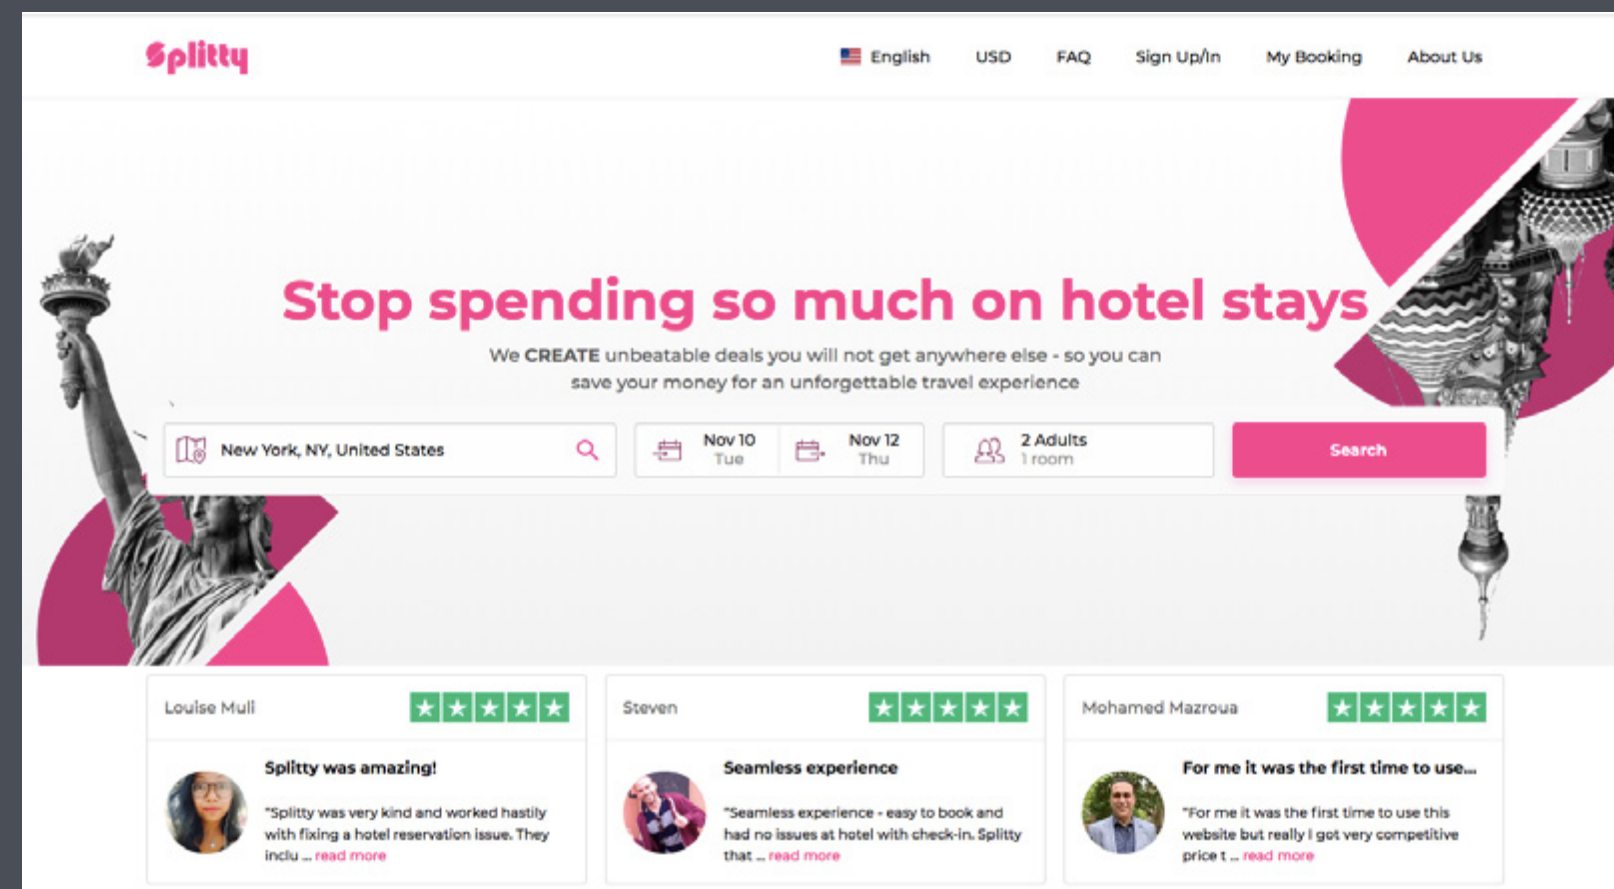 Splitty
English USD FAQ Sign Up/In My Booking About Us
Stop spending so much on hotel stays
We CREATE unbeatable deals you will not get anywhere else - so you can
save your money for an unforgettable travel experience
New York, NY, United States
Nov 10
Tue
Nov 12
Thu
2 Adults
1 room
Search
Louise Mull
Splitty was amazing!
"Splitty was very kind and worked hastily
with fixing a hotel reservation issue. They
inclu ... read more
Steven
Seamless experience
"Seamless experience - easy to book and
had no issues at hotel with check-in. Splitty
that ... read more
Mohamed Mazroua
For me it was the first time to use...
"For me it was the first time to use this
website but really I got very competitive
price t ... read more